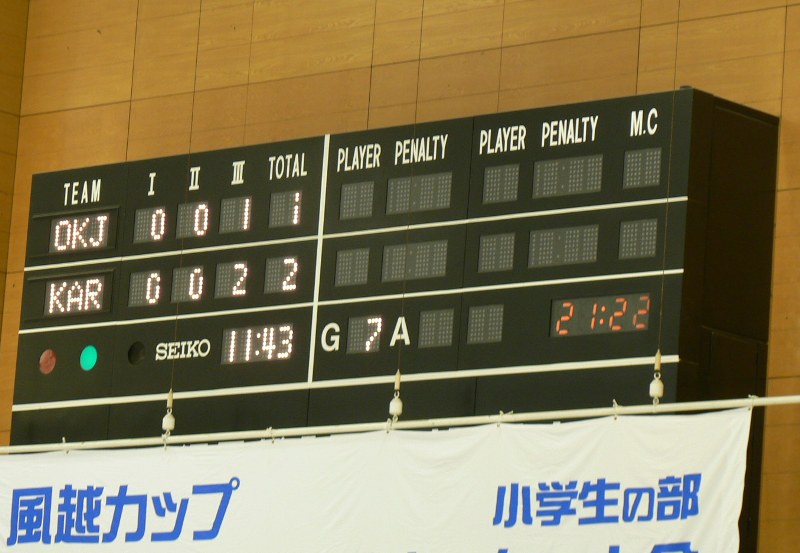 TEAM I II III TOTAL PLAYER PENALTY PLAYER PENALTY M.C
OKJ 0 0 1 1
KAR 0 0 2 2
SEIKO 11:43 G 7 A 21:22
風越カップ 小学生の部